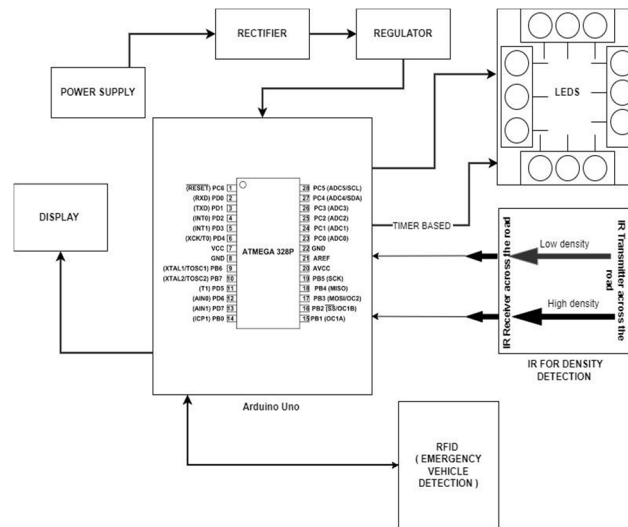 RECTIFIER
REGULATOR
POWER SUPPLY
LEDS
DISPLAY
(RESET) PC6 1
(RXD) PD0 2
(TXD) PD1 3
(INT0) PD2 4
(INT1) PD3 5
(XCK/T0) PD4 6
VCC 7
GND 8
(XTAL1/TOSC1) PB6 9
(XTAL2/TOSC2) PB7 10
(T1) PD5 11
(AIN0) PD6 12
(AIN1) PD7 13
(ICP1) PB0 14
ATMEGA 328P
28 PC5 (ADC5/SCL)
27 PC4 (ADC4/SDA)
26 PC3 (ADC3)
25 PC2 (ADC2)
24 PC1 (ADC1)
23 PC0 (ADC0)
22 GND
21 AREF
20 AVCC
19 PB5 (SCK)
18 PB4 (MISO)
17 PB3 (MOSI/OC2)
16 PB2 (SS/OC1B)
15 PB1 (OC1A)
TIMER BASED
IR Receiver across the road
Low density
High density
IR Transmitter across the
road
IR FOR DENSITY
DETECTION
Arduino Uno
RFID
( EMERGENCY
VEHICLE
DETECTION )